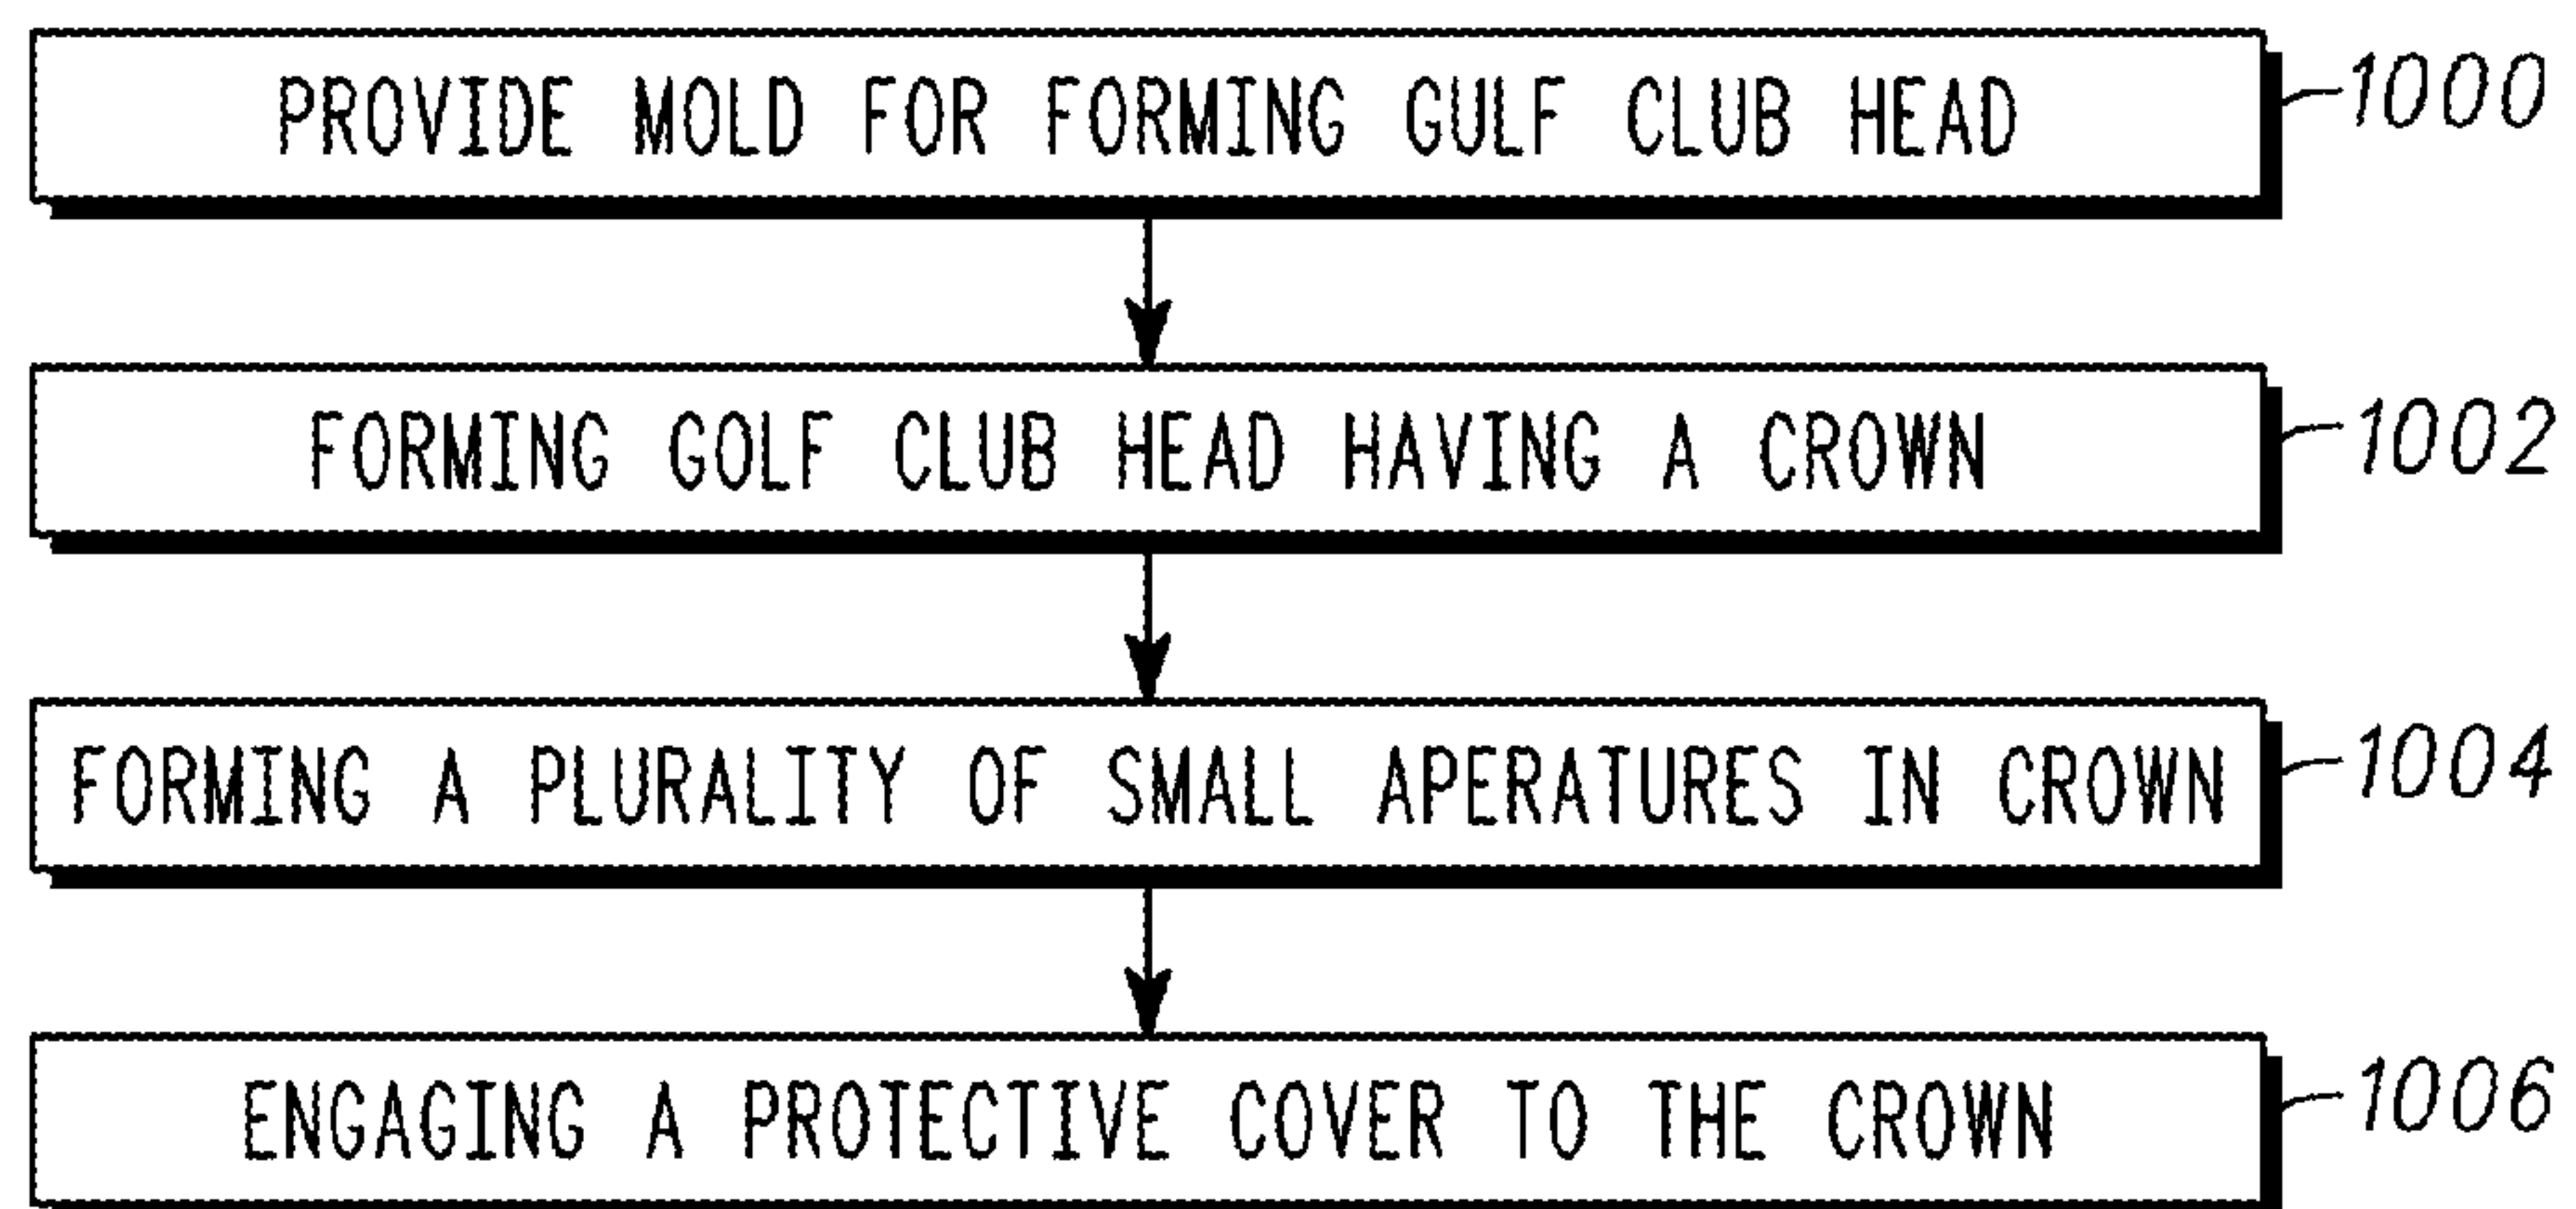 PROVIDE MOLD FOR FORMING GULF CLUB HEAD 1000
FORMING GOLF CLUB HEAD HAVING A CROWN 1002
FORMING A PLURALITY OF SMALL APERATURES IN CROWN 1004
ENGAGING A PROTECTIVE COVER TO THE CROWN 1006